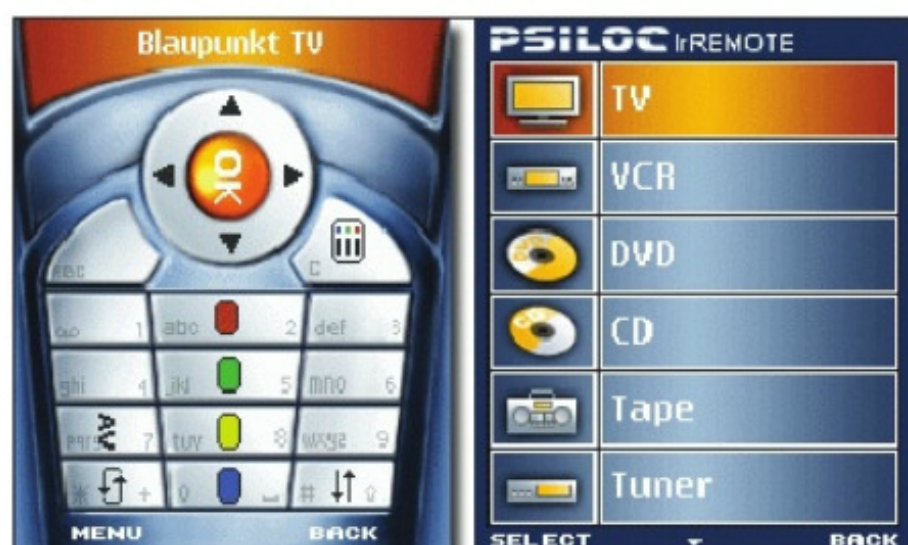 Blaupunkt TV
OK
ABC
C
1
abc 2
def 3
ghi 4
jkl 5
mno 6
pqrs 7
tuv 8
wxyz 9
* +
0
#
MENU BACK
PSILOC IrREMOTE
TV
VCR
DVD
CD
Tape
Tuner
SELECT BACK